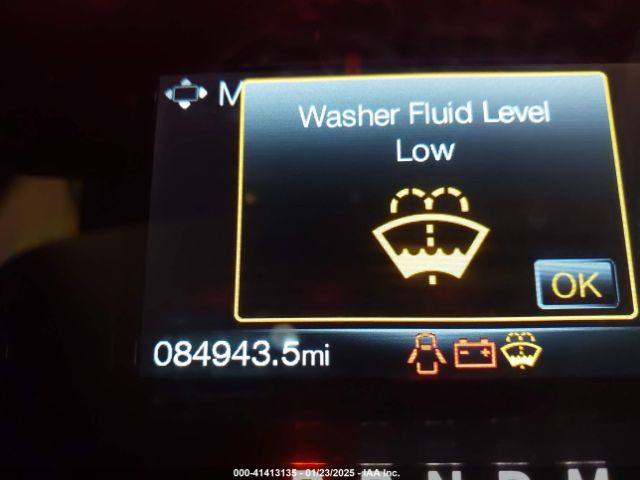 M
Washer Fluid Level
Low
OK
084943.5mi
N D M
000-41413135 - 01/23/2025 - IAA Inc.